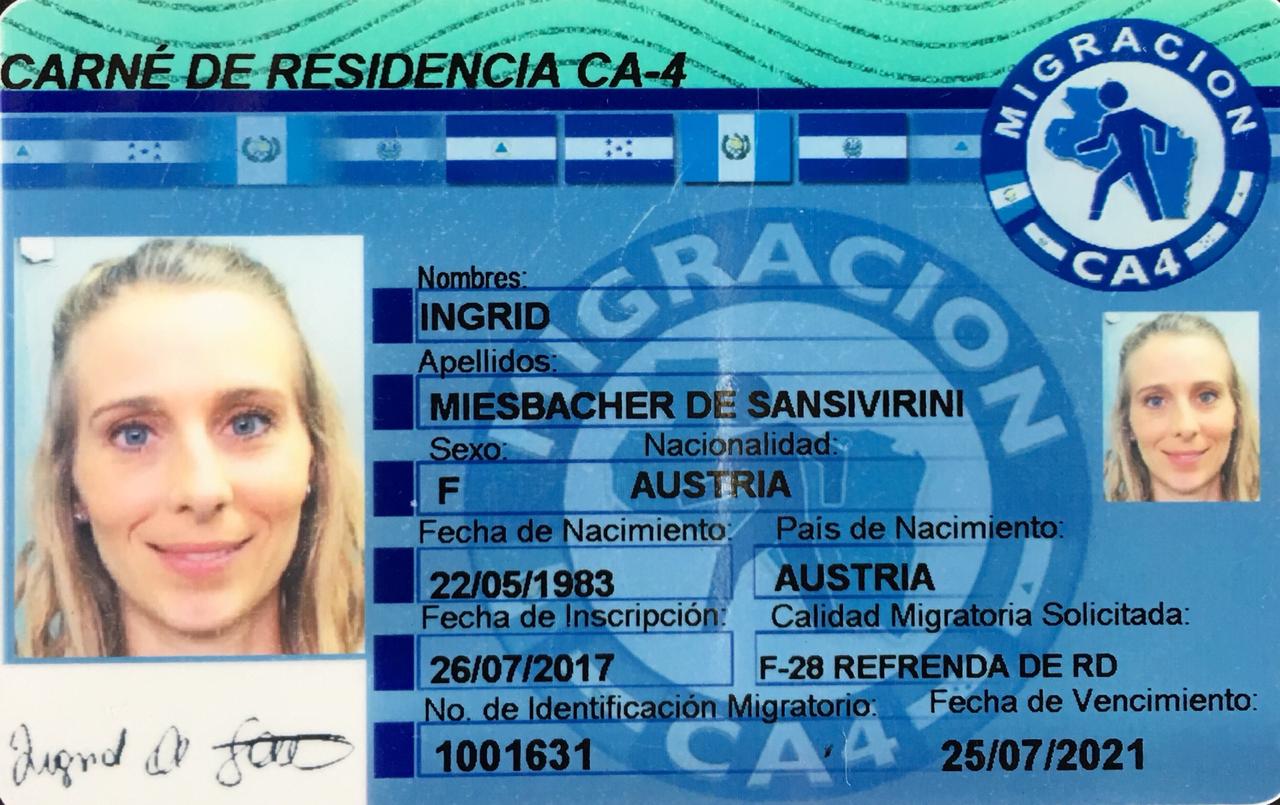 CARNÉ DE RESIDENCIA CA-4
MIGRACION
CA4
Nombres:
INGRID
Apellidos:
MIESBACHER DE SANSIVIRINI
Sexo: Nacionalidad:
F AUSTRIA
Fecha de Nacimiento: Pais de Nacimiento:
22/05/1983 AUSTRIA
Fecha de Inscripción: Calidad Migratoria Solicitada:
26/07/2017 F-28 REFRENDA DE RD
No. de Identificación Migratorio: Fecha de Vencimiento:
1001631 25/07/2021
MIGRACION
CA4
Ingrid de